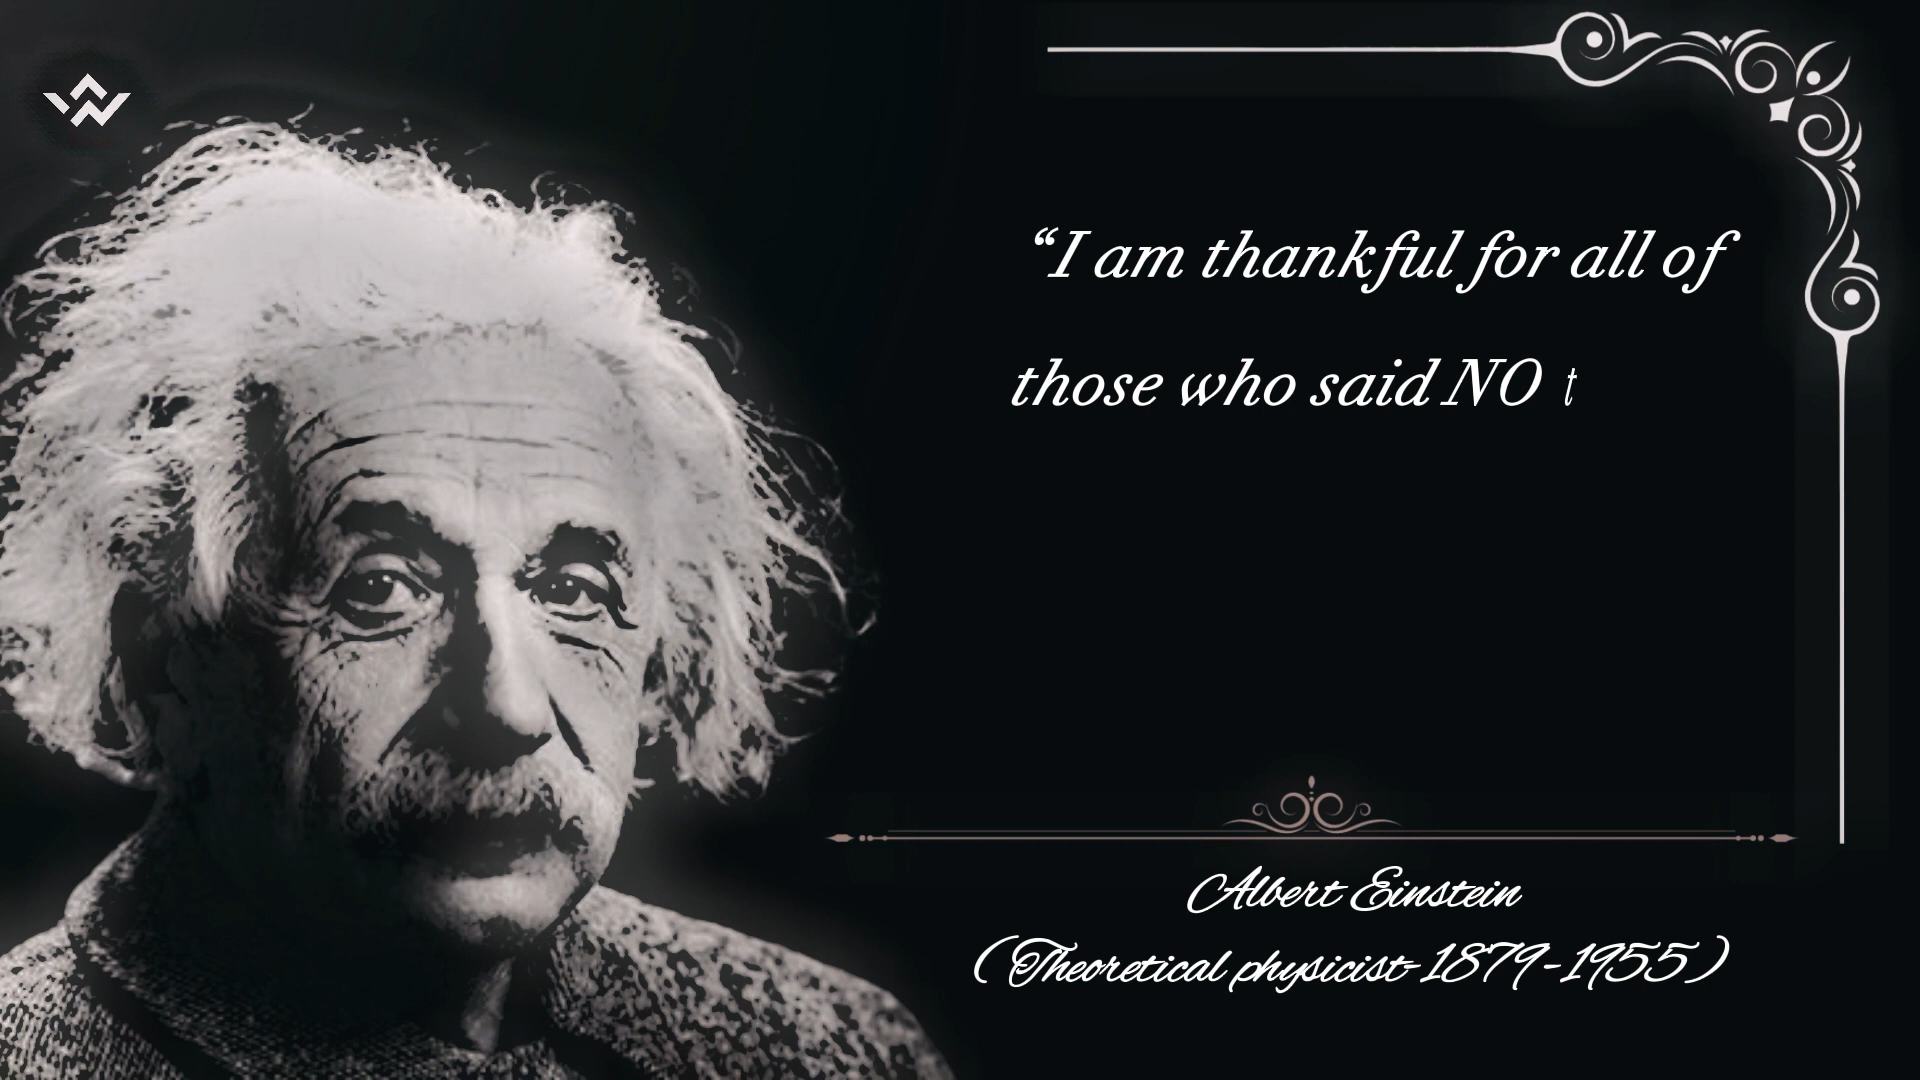 “I am thankful for all of
those who said NO t
Albert Einstein
(Theoretical physicist-1879-1955)